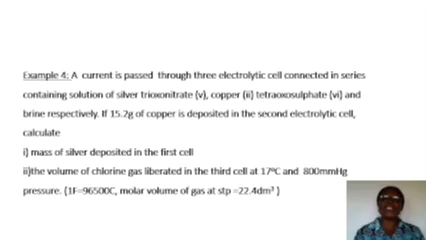 Example 4: A current is passed through three electrolytic cell connected in series
containing solution of silver trioxonitrate (v), copper (ii) tetraoxosulphate (vi) and
brine respectively. If 15.2g of copper is deposited in the second electrolytic cell,
calculate
i) mass of silver deposited in the first cell
ii)the volume of chlorine gas liberated in the third cell at 17°C and 800mmHg
pressure. (1F=96500C, molar volume of gas at stp =22.4dm³ )